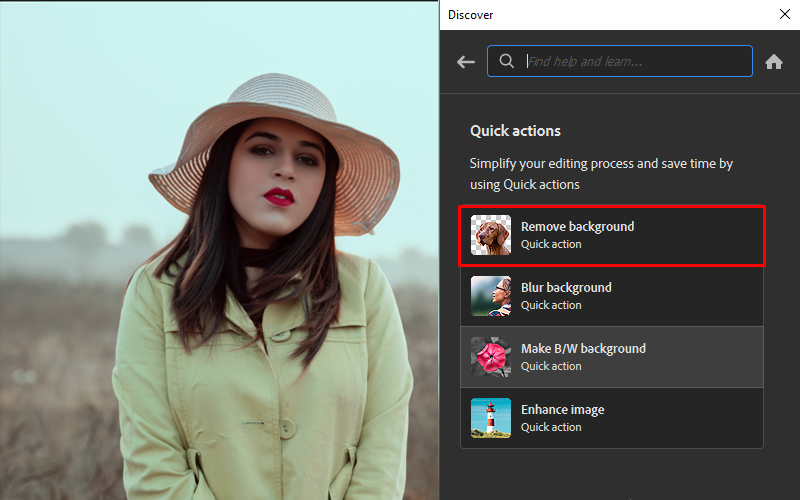 Discover
Find help and learn...
Quick actions
Simplify your editing process and save time by
using Quick actions
Remove background
Quick action
Blur background
Quick action
Make B/W background
Quick action
Enhance image
Quick action